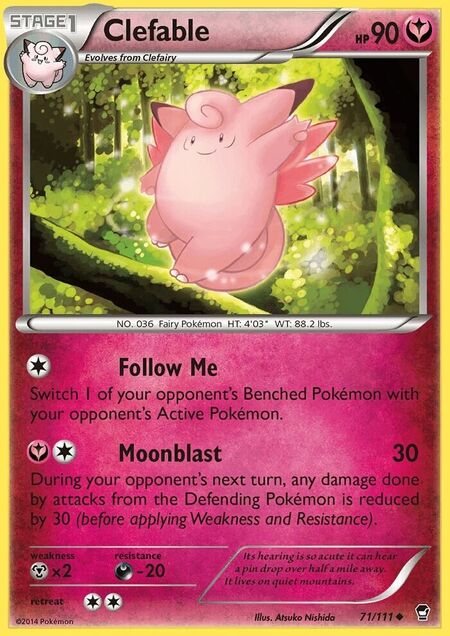 STAGE1
Clefable
HP 90
Evolves from Clefairy
NO. 036 Fairy Pokémon HT: 4'03" WT: 88.2 lbs.
Follow Me
Switch 1 of your opponent's Benched Pokémon with
your opponent's Active Pokémon.
Moonblast 30
During your opponent's next turn, any damage done
by attacks from the Defending Pokémon is reduced
by 30 (before applying Weakness and Resistance).
weakness
×2
resistance
-20
retreat
Its hearing is so acute it can hear
a pin drop over half a mile away.
It lives on quiet mountains.
©2014 Pokémon
Illus. Atsuko Nishida
71/111